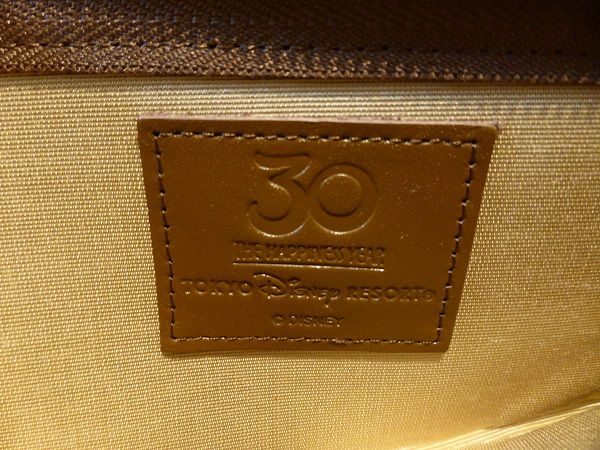 30
THE HAPPINESS YEAR
TOKYO Disney RESORT®
© DISNEY